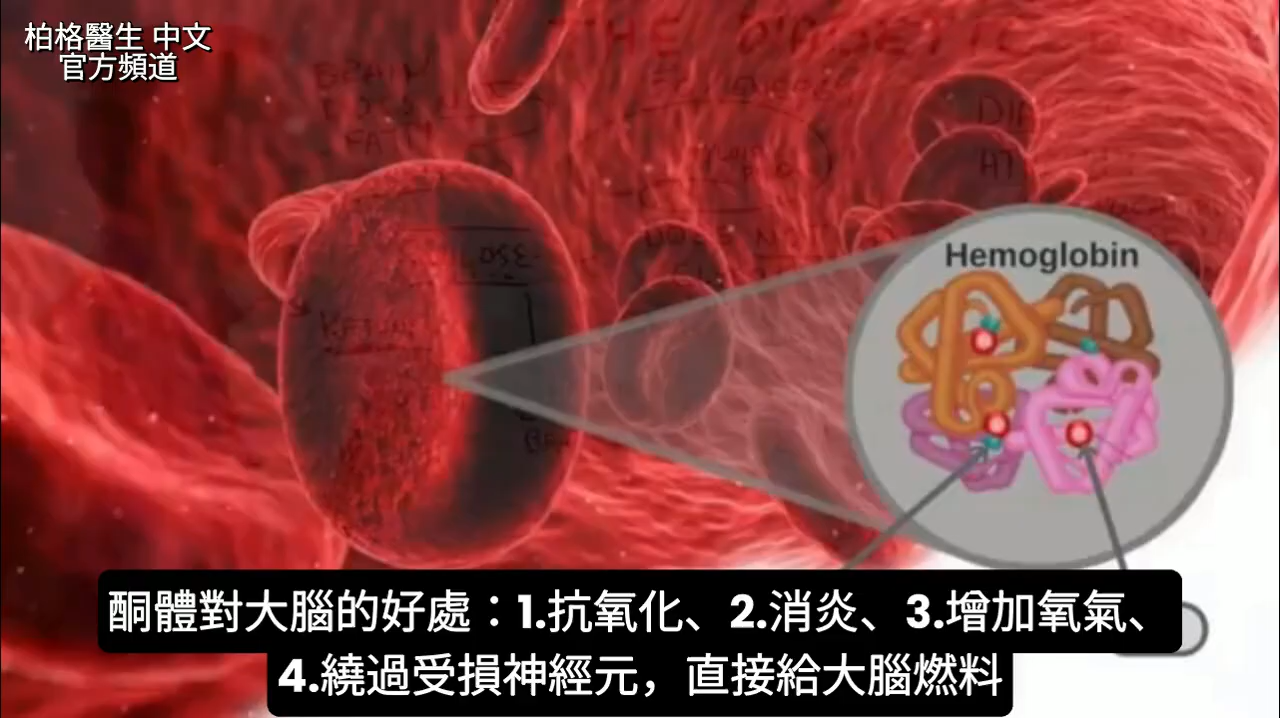 柏格醫生 中文
官方頻道
BRAIN
FATTY
Hemoglobin
酮體對大腦的好處：1.抗氧化、2.消炎、3.增加氧氣、
4.繞過受損神經元，直接給大腦燃料